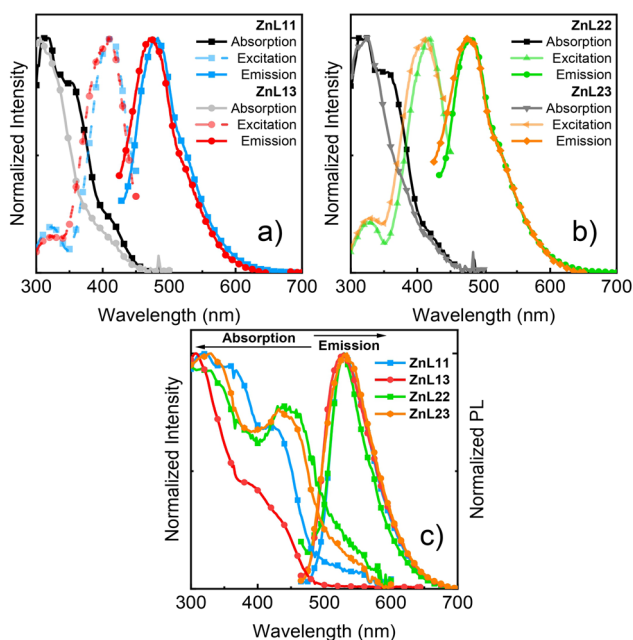 ZnL11
Absorption
Excitation
Emission
ZnL13
Absorption
Excitation
Emission
a)
Normalized Intensity
300 400 500 600 700
Wavelength (nm)
ZnL22
Absorption
Excitation
Emission
ZnL23
Absorption
Excitation
Emission
b)
Normalized Intensity
300 400 500 600 700
Wavelength (nm)
Absorption Emission
ZnL11
ZnL13
ZnL22
ZnL23
c)
Normalized Intensity
Normalized PL
300 400 500 600 700
Wavelength (nm)